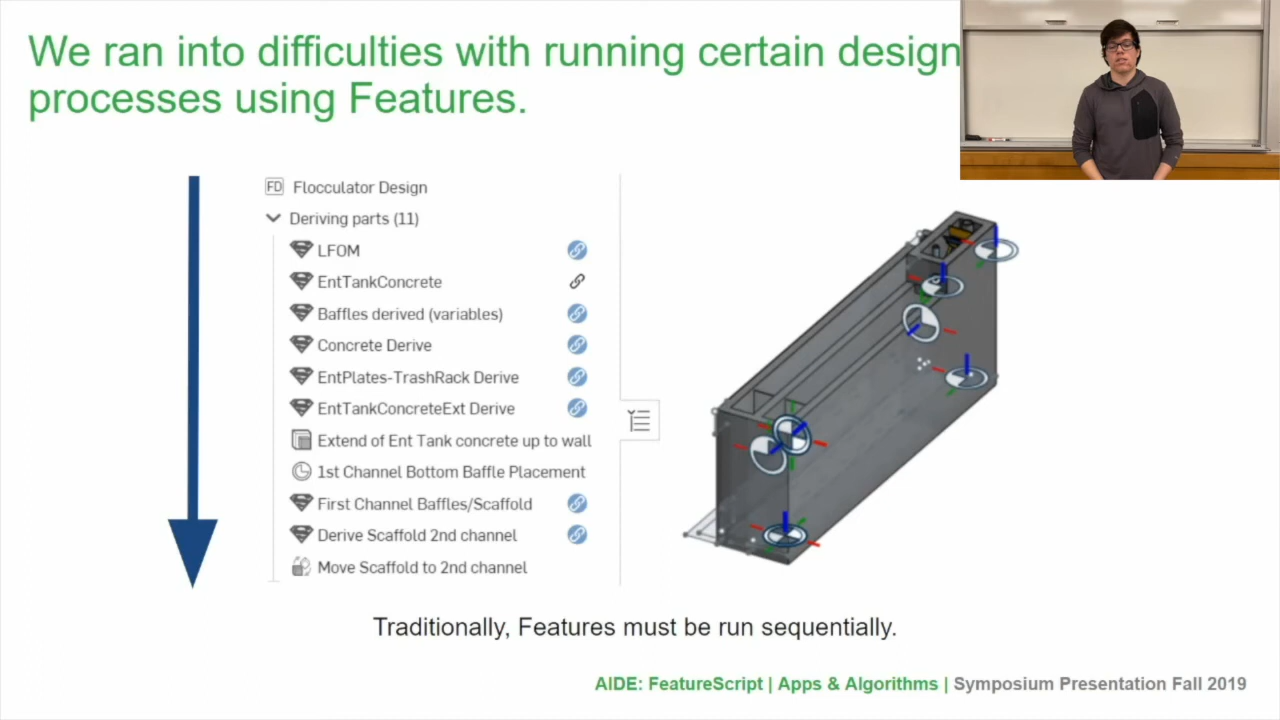 We ran into difficulties with running certain design
processes using Features.
FD Flocculator Design
Deriving parts (11)
LFOM
EntTankConcrete
Baffles derived (variables)
Concrete Derive
EntPlates-TrashRack Derive
EntTankConcreteExt Derive
Extend of Ent Tank concrete up to wall
1st Channel Bottom Baffle Placement
First Channel Baffles/Scaffold
Derive Scaffold 2nd channel
Move Scaffold to 2nd channel
Traditionally, Features must be run sequentially.
AIDE: FeatureScript | Apps & Algorithms | Symposium Presentation Fall 2019